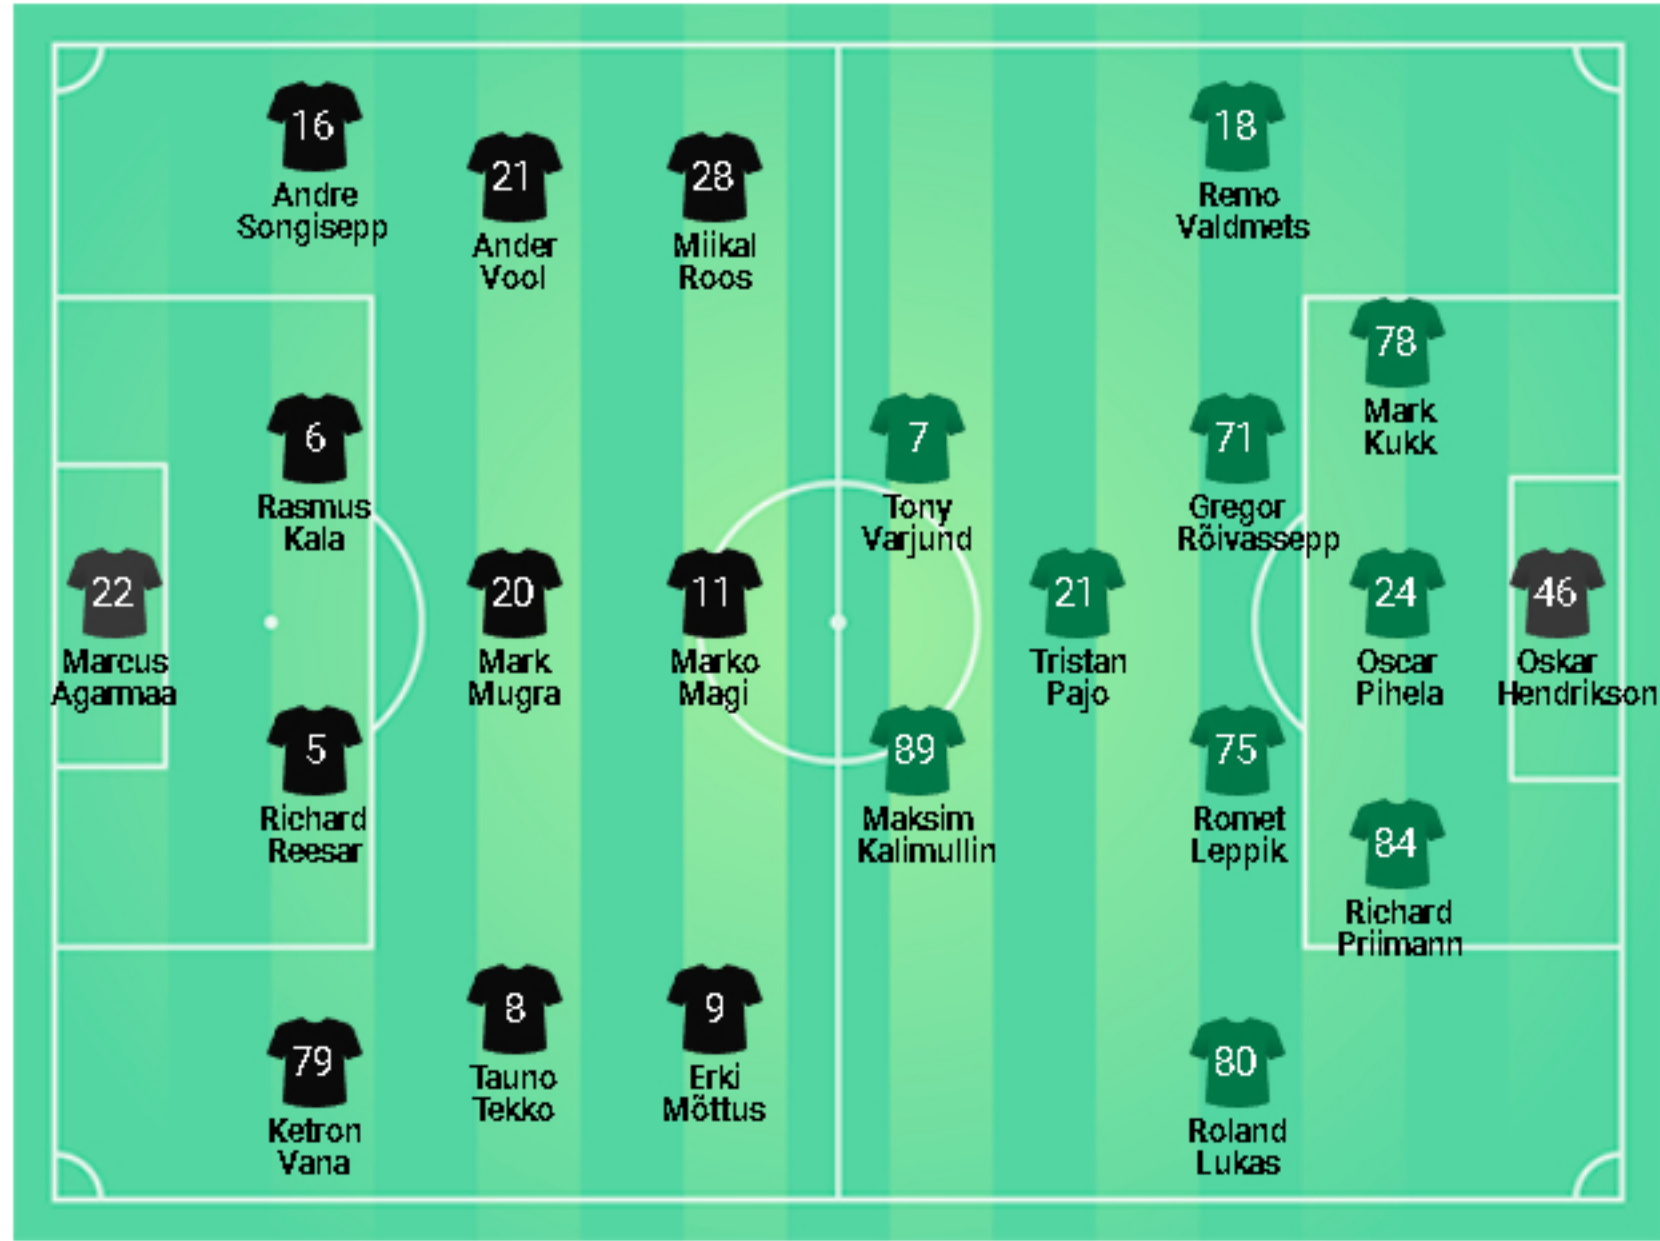 16
Andre
Songisepp
21
Ander
Vool
28
Miikal
Roos
18
Remo
Valdmets
6
Rasmus
Kala
7
Tony
Varjund
71
Gregor
Rõivassepp
78
Mark
Kukk
22
Marcus
Agarmaa
20
Mark
Mugra
11
Marko
Magi
21
Tristan
Pajo
24
Oscar
Pihela
46
Oskar
Hendrikson
5
Richard
Reesar
89
Maksim
Kalimullin
75
Romet
Leppik
84
Richard
Priimann
79
Ketron
Vana
8
Tauno
Tekko
9
Erki
Mõttus
80
Roland
Lukas